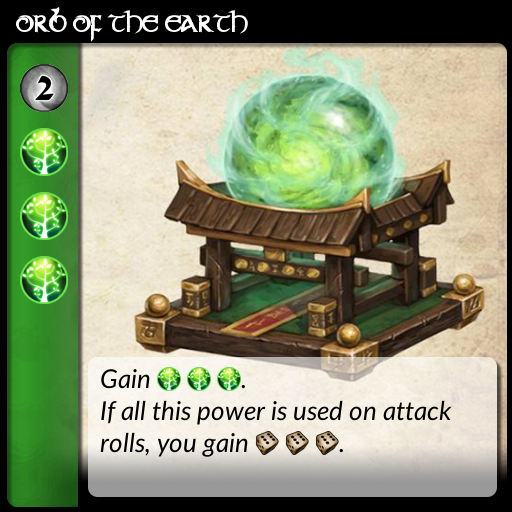 Orb of the Earth
2
Gain .
If all this power is used on attack
rolls, you gain .